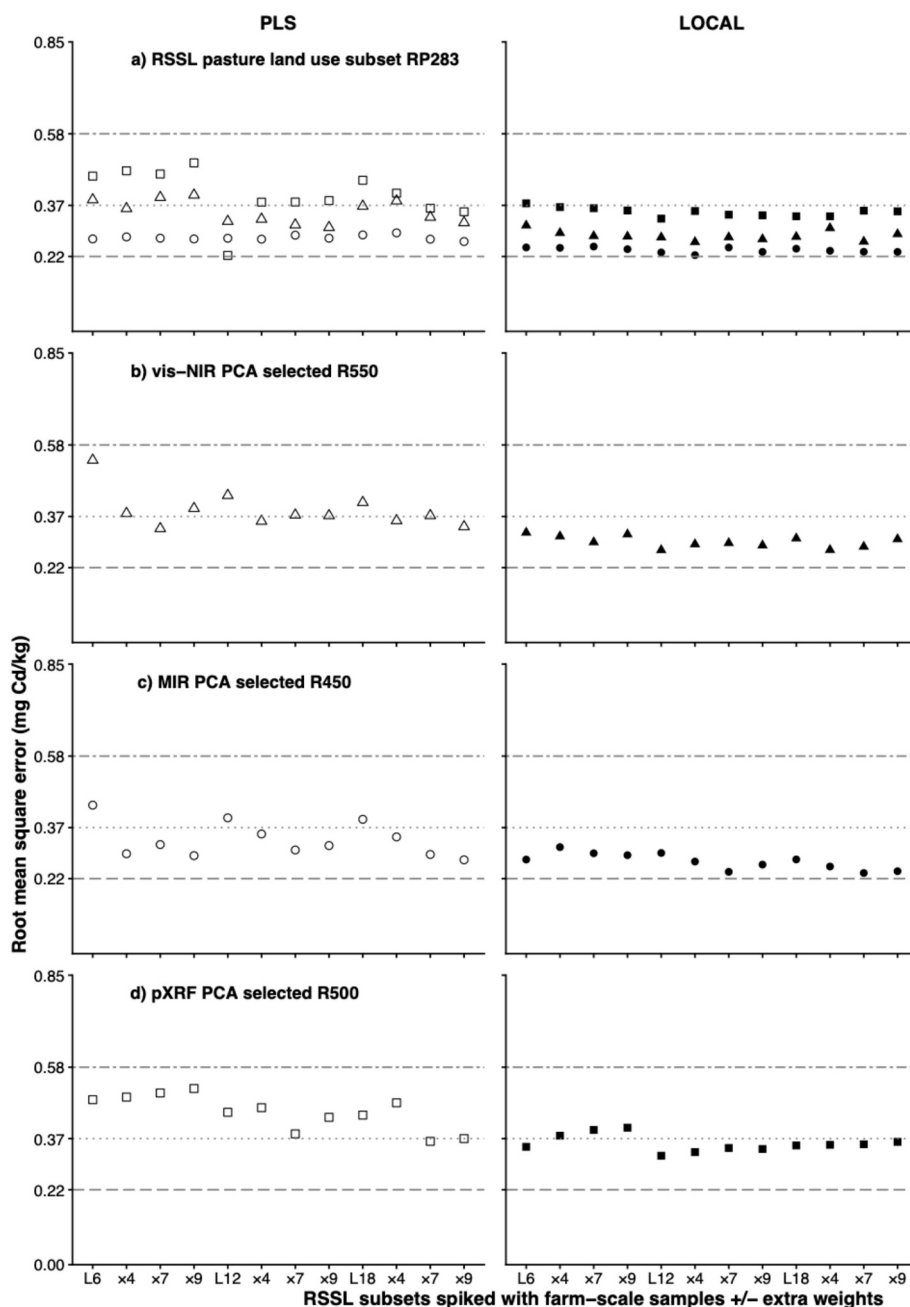 PLS
LOCAL
a) RSSL pasture land use subset RP283
0.85
0.58
0.37
0.22
b) vis−NIR PCA selected R550
0.85
0.58
0.37
0.22
c) MIR PCA selected R450
0.85
0.58
0.37
0.22
d) pXRF PCA selected R500
0.85
0.58
0.37
0.22
0.00
Root mean square error (mg Cd/kg)
L6 ×4 ×7 ×9 L12 ×4 ×7 ×9 L18 ×4 ×7 ×9
L6 ×4 ×7 ×9 L12 ×4 ×7 ×9 L18 ×4 ×7 ×9
RSSL subsets spiked with farm−scale samples +/− extra weights